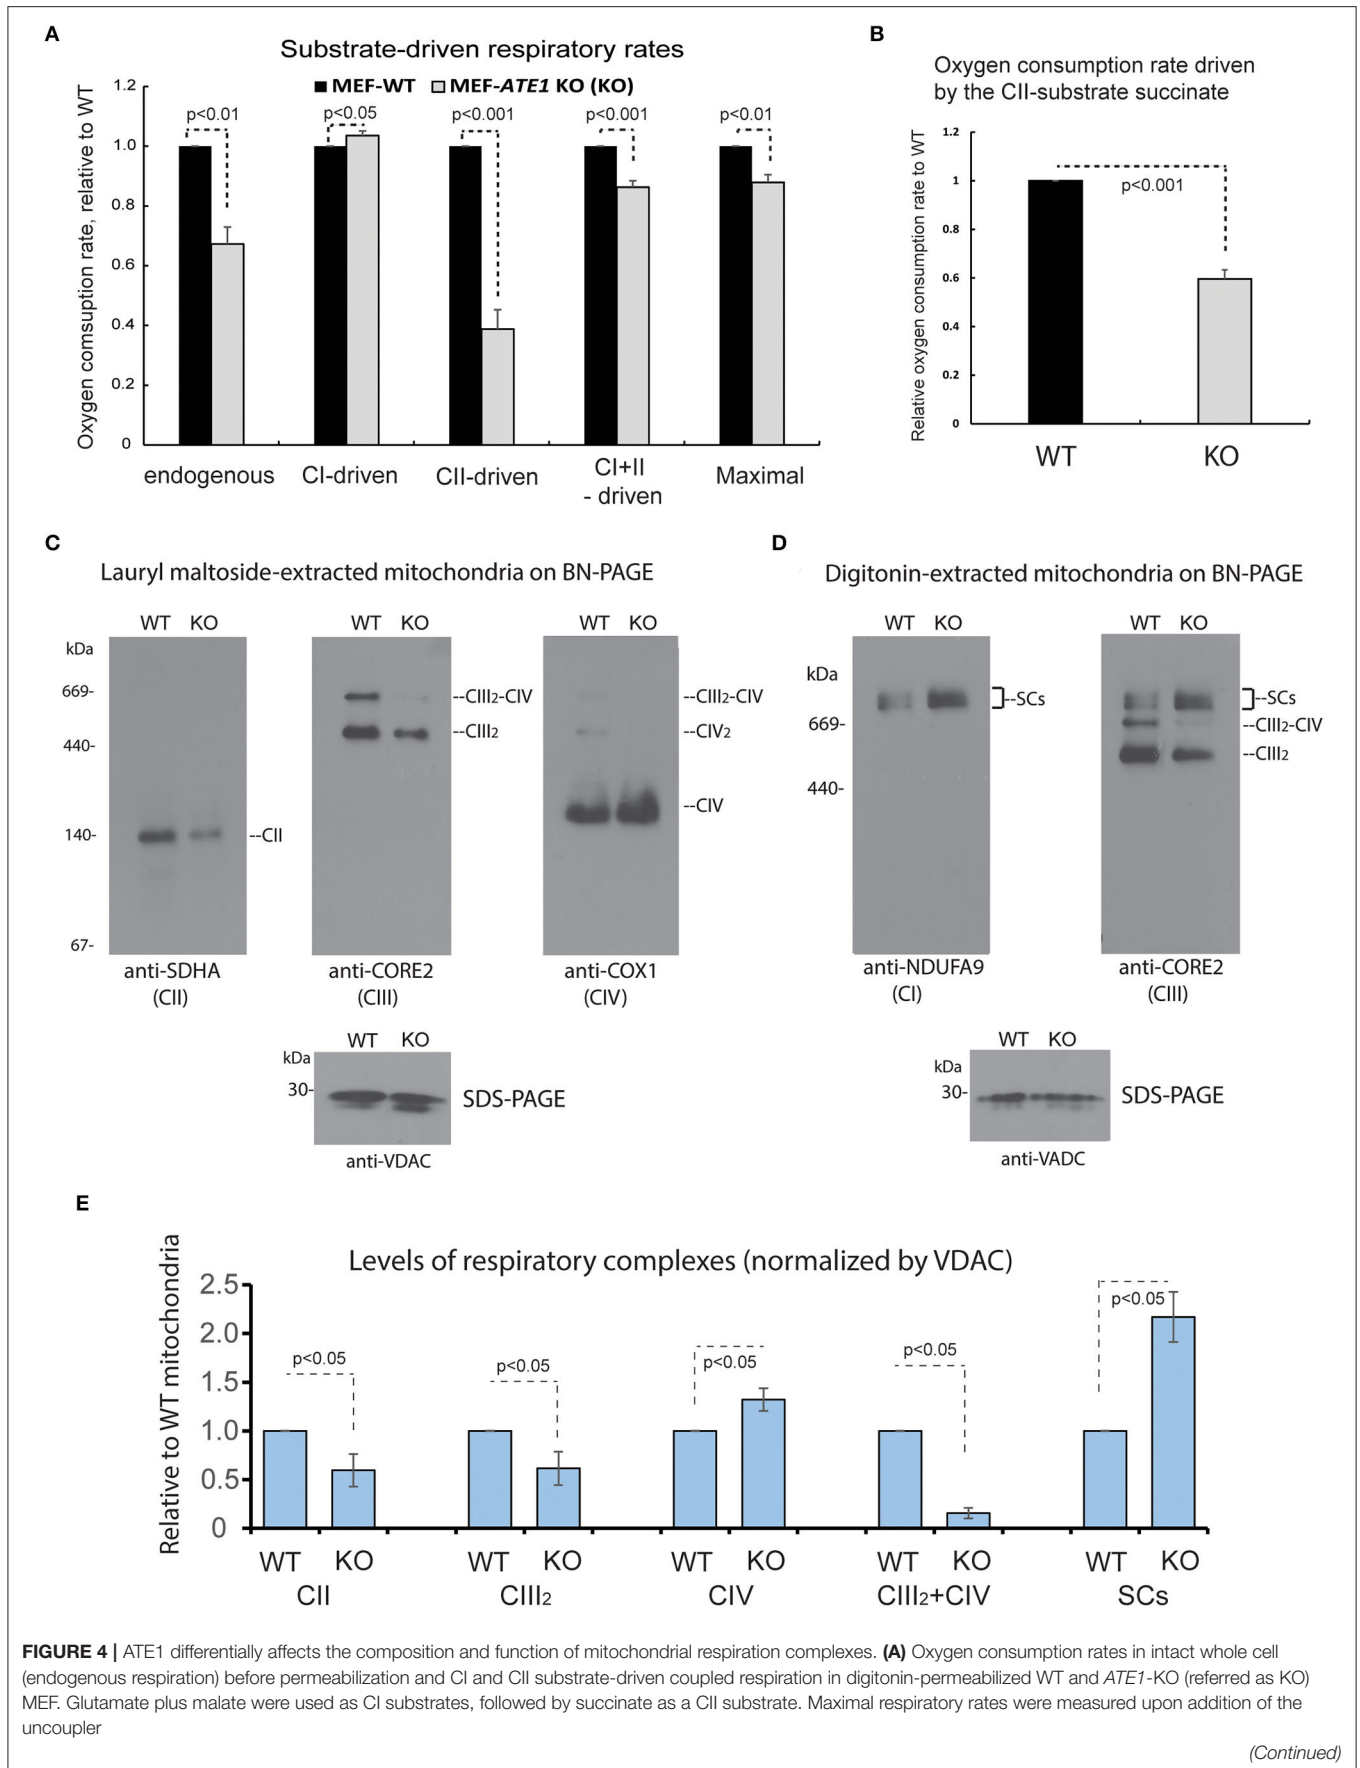 A
Substrate-driven respiratory rates
MEF-WT MEF-ATE1 KO (KO)
Oxygen comsuption rate, relative to WT
1.2
1.0
0.8
0.6
0.4
0.2
0
p<0.01
p<0.05
p<0.001
p<0.001
p<0.01
endogenous
CI-driven
CII-driven
CI+II
- driven
Maximal
B
Oxygen consumption rate driven
by the CII-substrate succinate
Relative oxygen consumption rate to WT
1.2
1
0.8
0.6
0.4
0.2
0
p<0.001
WT
KO
C
Lauryl maltoside-extracted mitochondria on BN-PAGE
kDa
669-
440-
140-
67-
WT KO
--CII
anti-SDHA
(CII)
WT KO
--CIII2-CIV
--CIII2
anti-CORE2
(CIII)
WT KO
--CIII2-CIV
--CIV2
--CIV
anti-COX1
(CIV)
WT KO
kDa
30-
SDS-PAGE
anti-VDAC
D
Digitonin-extracted mitochondria on BN-PAGE
kDa
669-
440-
WT KO
--SCs
anti-NDUFA9
(CI)
WT KO
--SCs
--CIII2-CIV
--CIII2
anti-CORE2
(CIII)
WT KO
kDa
30-
SDS-PAGE
anti-VADC
E
Levels of respiratory complexes (normalized by VDAC)
Relative to WT mitochondria
2.5
2.0
1.5
1.0
0.5
0
p<0.05
p<0.05
p<0.05
p<0.05
p<0.05
WT KO WT KO WT KO WT KO WT KO
CII CIII2 CIV CIII2+CIV SCs
FIGURE 4 | ATE1 differentially affects the composition and function of mitochondrial respiration complexes. (A) Oxygen consumption rates in intact whole cell
(endogenous respiration) before permeabilization and CI and CII substrate-driven coupled respiration in digitonin-permeabilized WT and ATE1-KO (referred as KO)
MEF. Glutamate plus malate were used as CI substrates, followed by succinate as a CII substrate. Maximal respiratory rates were measured upon addition of the
uncoupler
(Continued)